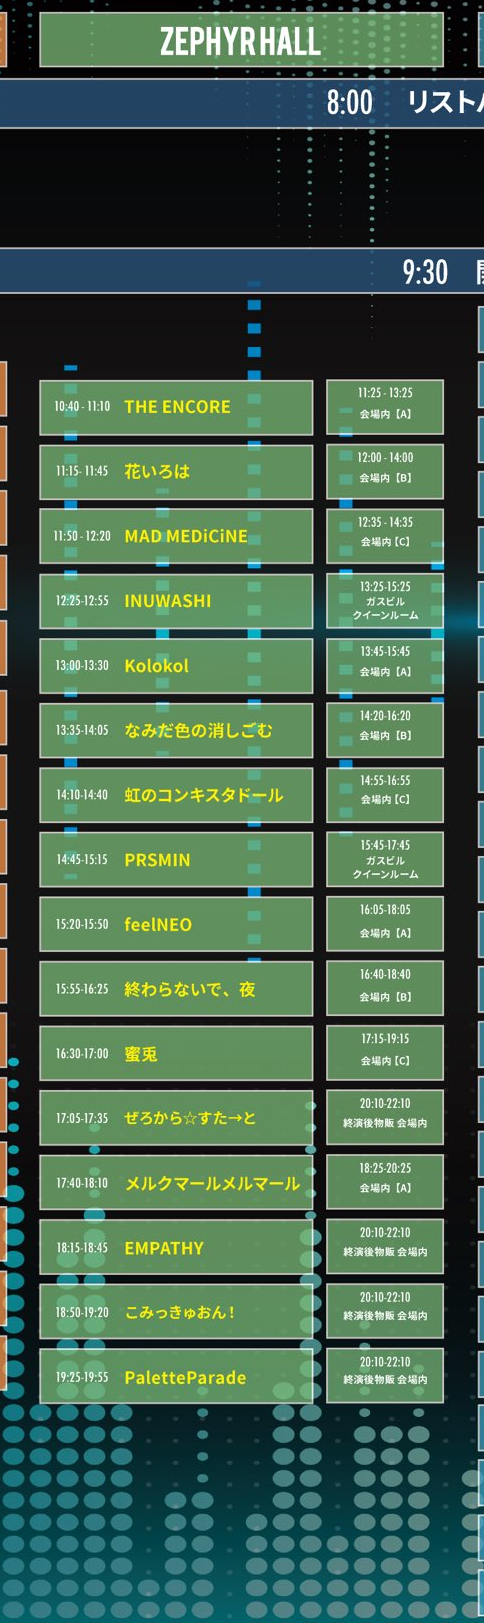 ZEPHYR HALL
8:00 リスト
9:30
10:40 - 11:10 THE ENCORE
11:25 - 13:25
会場内【A】
11:15- 11:45 花いろは
12:00 - 14:00
会場内【B】
11:50 - 12:20 MAD MEDiCiNE
12:35 - 14:35
会場内【C】
12:25-12:55 INUWASHI
13:25-15:25
ガスビル
クイーンルーム
13:00-13:30 Kolokol
13:45-15:45
会場内【A】
13:35-14:05 なみだ色の消しごむ
14:20-16:20
会場内【B】
14:10-14:40 虹のコンキスタドール
14:55-16:55
会場内【C】
14:45-15:15 PRSMIN
15:45-17:45
ガスビル
クイーンルーム
15:20-15:50 feelNEO
16:05-18:05
会場内【A】
15:55-16:25 終わらないで、夜
16:40-18:40
会場内【B】
16:30-17:00 蜜兎
17:15-19:15
会場内【C】
17:05-17:35 ぜろから☆すた→と
20:10-22:10
終演後物販 会場内
17:40-18:10 メルクマールメルマール
18:25-20:25
会場内【A】
18:15-18:45 EMPATHY
20:10-22:10
終演後物販 会場内
18:50-19:20 こみっきゅおん！
20:10-22:10
終演後物販 会場内
19:25-19:55 PaletteParade
20:10-22:10
終演後物販 会場内